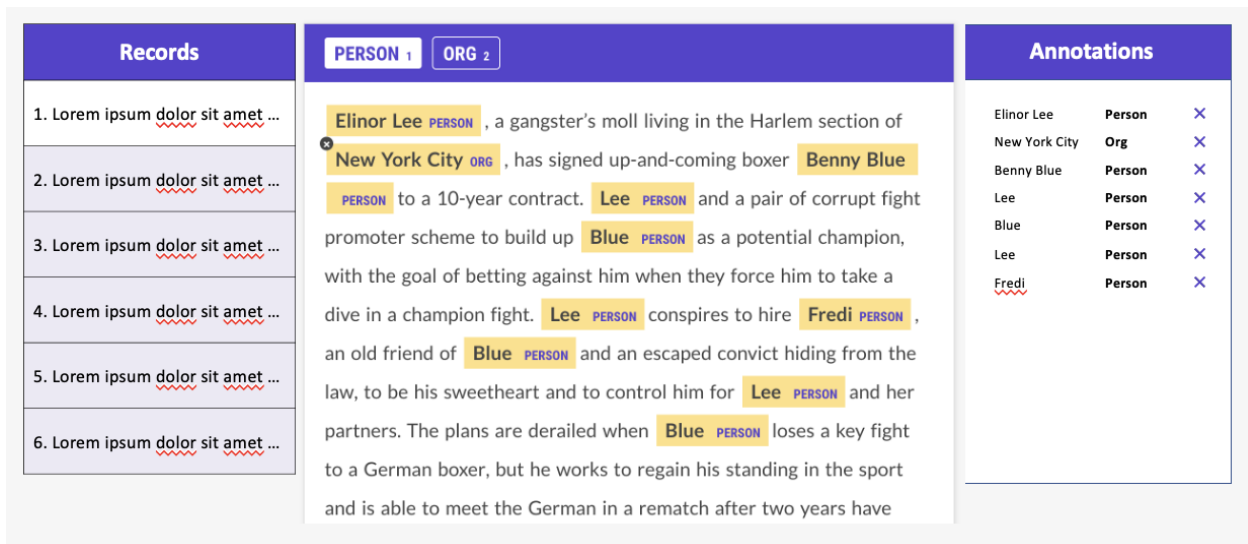 Records
1. Lorem ipsum dolor sit amet ...
2. Lorem ipsum dolor sit amet ...
3. Lorem ipsum dolor sit amet ...
4. Lorem ipsum dolor sit amet ...
5. Lorem ipsum dolor sit amet ...
6. Lorem ipsum dolor sit amet ...
PERSON 1 ORG 2
Elinor Lee PERSON , a gangster’s moll living in the Harlem section of
New York City ORG , has signed up-and-coming boxer Benny Blue
PERSON to a 10-year contract. Lee PERSON and a pair of corrupt fight
promoter scheme to build up Blue PERSON as a potential champion,
with the goal of betting against him when they force him to take a
dive in a champion fight. Lee PERSON conspires to hire Fredi PERSON ,
an old friend of Blue PERSON and an escaped convict hiding from the
law, to be his sweetheart and to control him for Lee PERSON and her
partners. The plans are derailed when Blue PERSON loses a key fight
to a German boxer, but he works to regain his standing in the sport
and is able to meet the German in a rematch after two years have
Annotations
Elinor Lee Person ✕
New York City Org ✕
Benny Blue Person ✕
Lee Person ✕
Blue Person ✕
Lee Person ✕
Fredi Person ✕